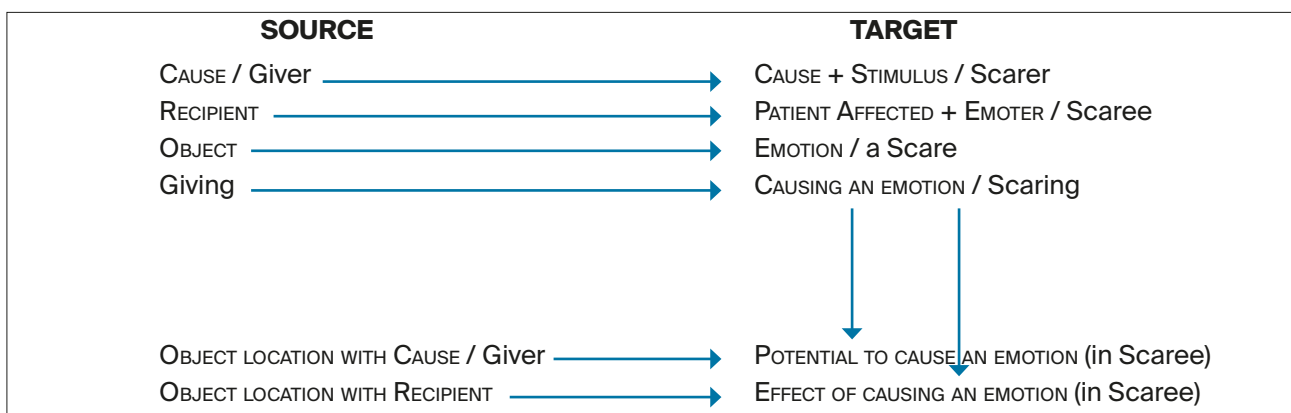 SOURCE TARGET
CAUSE / Giver CAUSE + STIMULUS / Scarer
RECIPIENT PATIENT AFFECTED + EMOTER / Scaree
OBJECT EMOTION / a Scare
Giving CAUSING AN EMOTION / Scaring
OBJECT LOCATION WITH CAUSE / Giver POTENTIAL TO CAUSE AN EMOTION (in Scaree)
OBJECT LOCATION WITH RECIPIENT EFFECT OF CAUSING AN EMOTION (in Scaree)